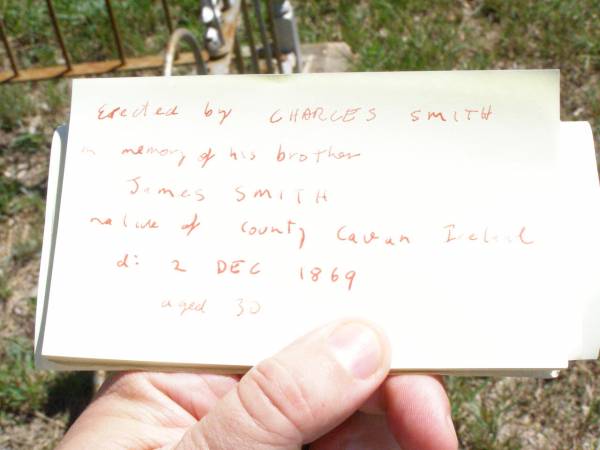 Erected by CHARLES SMITH
in memory of his brother
James SMITH
native of County Cavan Ireland
d: 2 DEC 1869
aged 30